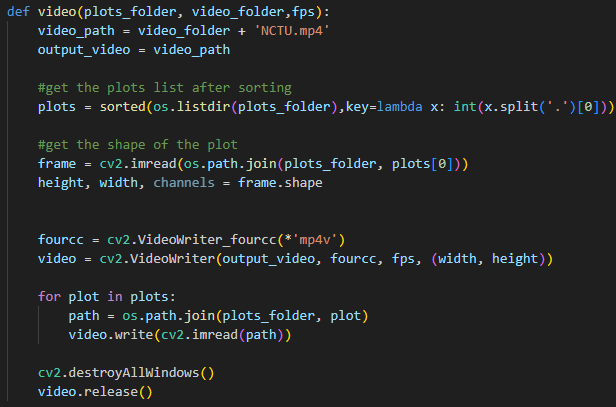 def video(plots_folder, video_folder,fps):
    video_path = video_folder + 'NCTU.mp4'
    output_video = video_path
    #get the plots list after sorting
    plots = sorted(os.listdir(plots_folder),key=lambda x: int(x.split('.')[0]))
    #get the shape of the plot
    frame = cv2.imread(os.path.join(plots_folder, plots[0]))
    height, width, channels = frame.shape
    fourcc = cv2.VideoWriter_fourcc(*'mp4v')
    video = cv2.VideoWriter(output_video, fourcc, fps, (width, height))
    for plot in plots:
        path = os.path.join(plots_folder, plot)
        video.write(cv2.imread(path))
    cv2.destroyAllWindows()
    video.release()